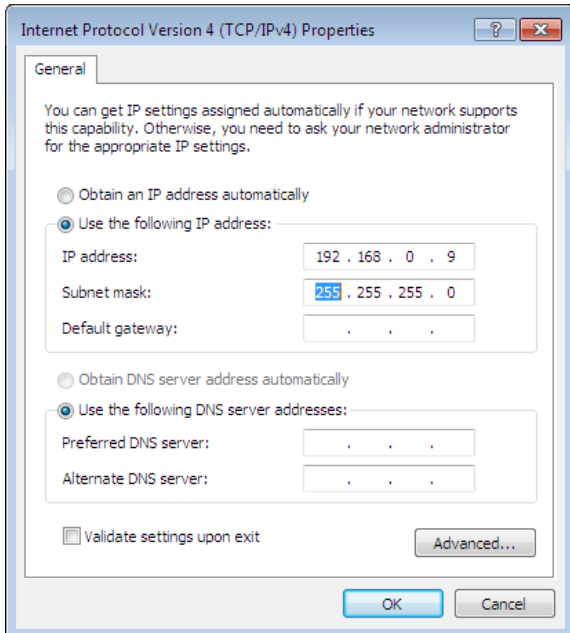 Internet Protocol Version 4 (TCP/IPv4) Properties
?
General
You can get IP settings assigned automatically if your network supports
this capability. Otherwise, you need to ask your network administrator
for the appropriate IP settings.
Obtain an IP address automatically
Use the following IP address:
IP address: 192 . 168 . 0 . 9
Subnet mask: 255 . 255 . 255 . 0
Default gateway: . . .
Obtain DNS server address automatically
Use the following DNS server addresses:
Preferred DNS server: . . .
Alternate DNS server: . . .
Validate settings upon exit
Advanced...
OK Cancel